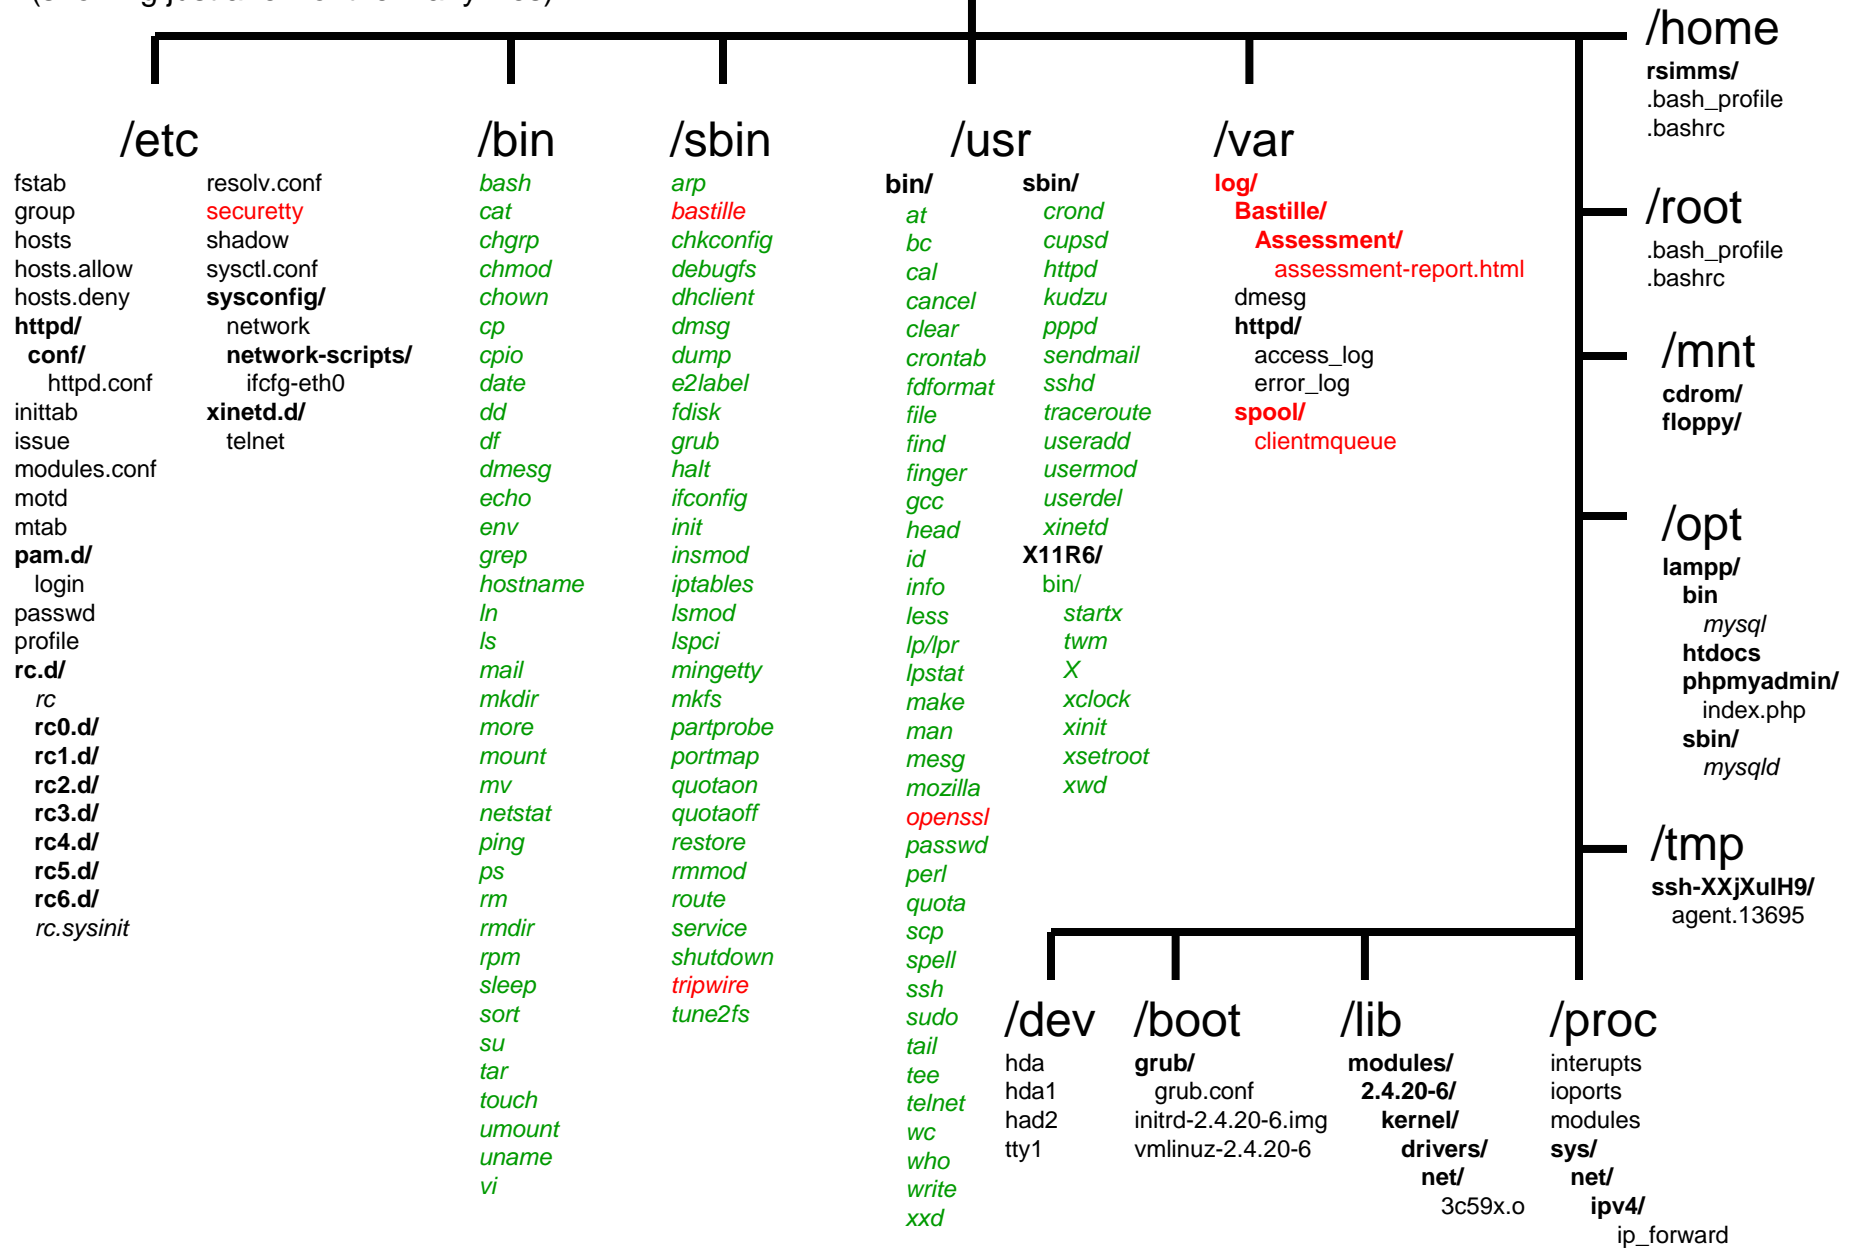 /etc
fstab
group
hosts
hosts.allow
hosts.deny
httpd/
conf/
httpd.conf
inittab
issue
modules.conf
motd
mtab
pam.d/
login
passwd
profile
rc.d/
rc
rc0.d/
rc1.d/
rc2.d/
rc3.d/
rc4.d/
rc5.d/
rc6.d/
rc.sysinit
resolv.conf
securetty
shadow
sysctl.conf
sysconfig/
network
network-scripts/
ifcfg-eth0
xinetd.d/
telnet
/bin
bash
cat
chgrp
chmod
chown
cp
cpio
date
dd
df
dmesg
echo
env
grep
hostname
ln
ls
mail
mkdir
more
mount
mv
netstat
ping
ps
rm
rmdir
rpm
sleep
sort
su
tar
touch
umount
uname
vi
/sbin
arp
bastille
chkconfig
debugfs
dhclient
dmsg
dump
e2label
fdisk
grub
halt
ifconfig
init
insmod
iptables
lsmod
lspci
mingetty
mkfs
partprobe
portmap
quotaon
quotaoff
restore
rmmod
route
service
shutdown
tripwire
tune2fs
/usr
bin/
at
bc
cal
cancel
clear
crontab
fdformat
file
find
finger
gcc
head
id
info
less
lp/lpr
lpstat
make
man
mesg
mozilla
openssl
passwd
perl
quota
scp
spell
ssh
sudo
tail
tee
telnet
wc
who
write
xxd
sbin/
crond
cupsd
httpd
kudzu
pppd
sendmail
sshd
traceroute
useradd
usermod
userdel
xinetd
X11R6/
bin/
startx
twm
X
xclock
xinit
xsetroot
xwd
/var
log/
Bastille/
Assessment/
assessment-report.html
dmesg
httpd/
access_log
error_log
spool/
clientmqueue
/home
rsimms/
.bash_profile
.bashrc
/root
.bash_profile
.bashrc
/mnt
cdrom/
floppy/
/opt
lampp/
bin
mysql
htdocs
phpmyadmin/
index.php
sbin/
mysqld
/tmp
ssh-XXjXuIH9/
agent.13695
/dev
hda
hda1
had2
tty1
/boot
grub/
grub.conf
initrd-2.4.20-6.img
vmlinuz-2.4.20-6
/lib
modules/
2.4.20-6/
kernel/
drivers/
net/
3c59x.o
/proc
interupts
ioports
modules
sys/
net/
ipv4/
ip_forward